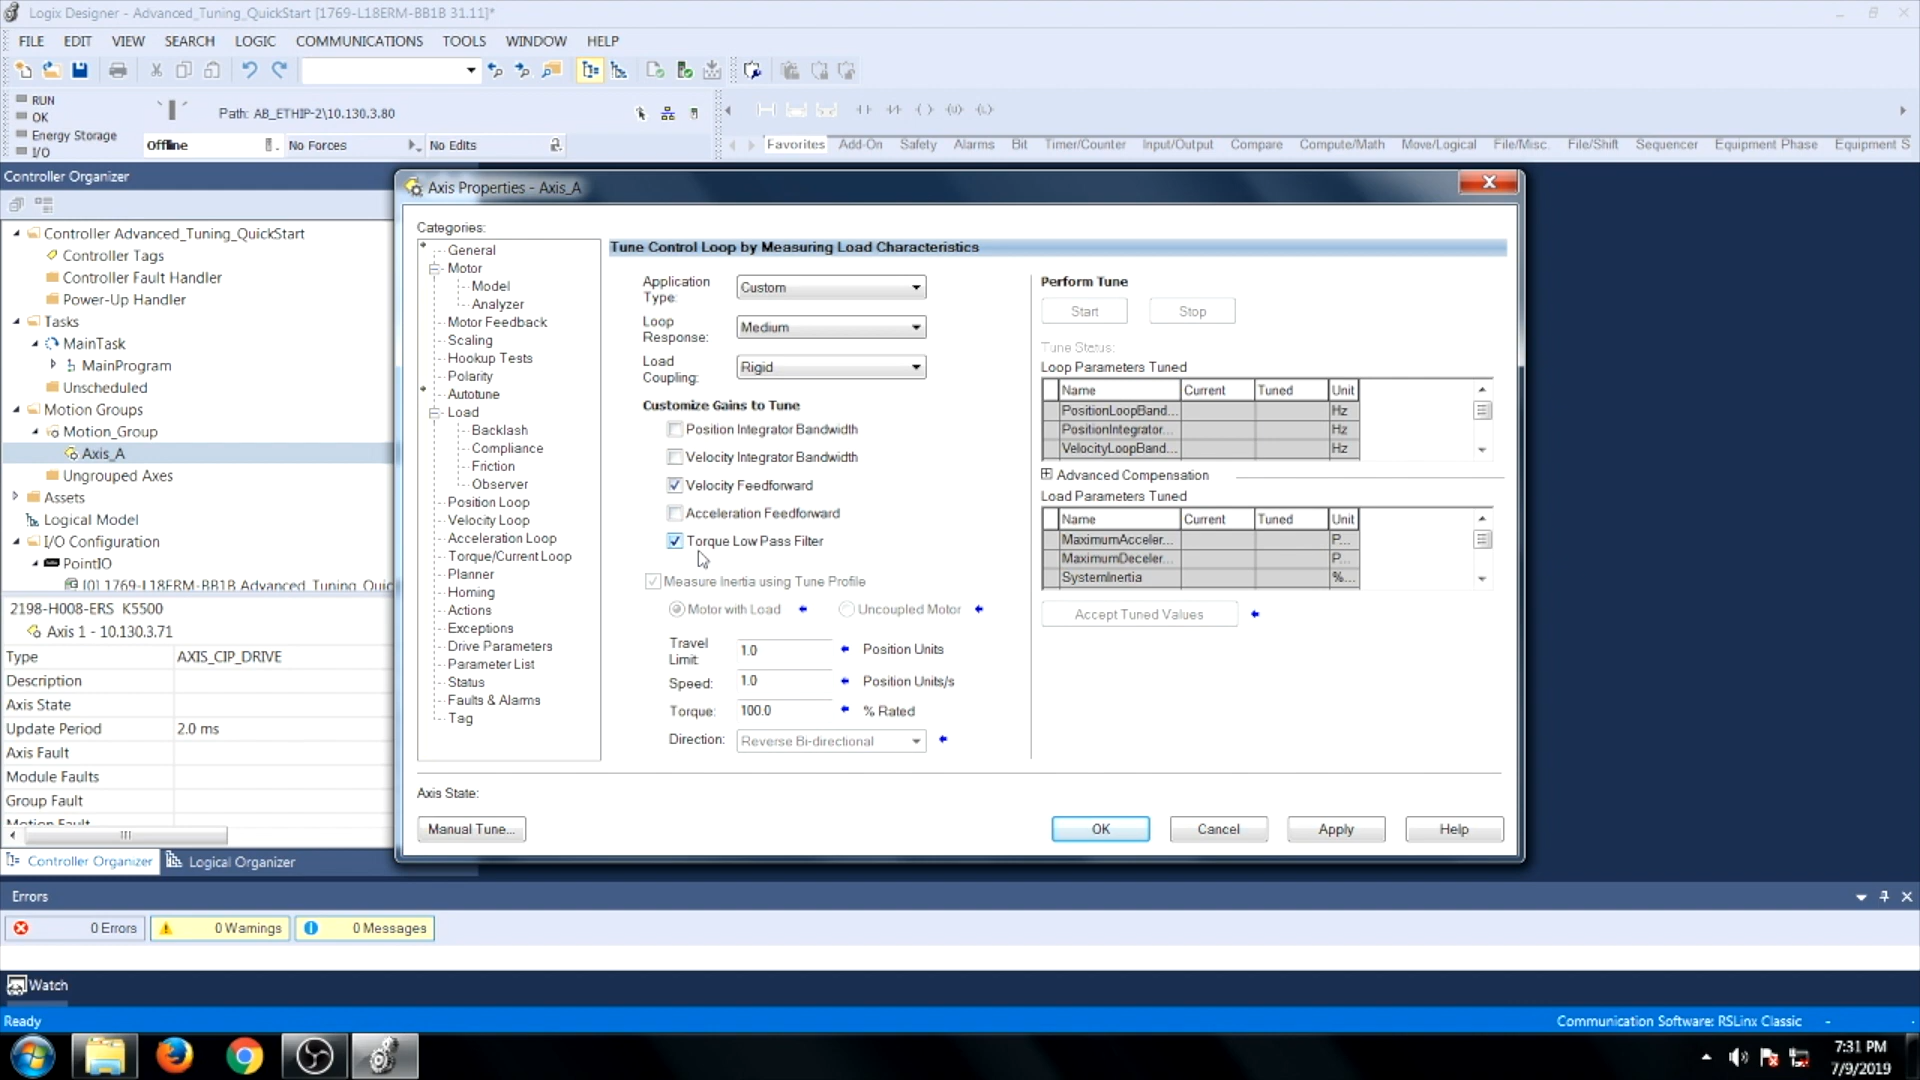 Logix Designer - Advanced_Tuning_QuickStart [1769-L18ERM-BB1B 31.11]*
FILE EDIT VIEW SEARCH LOGIC COMMUNICATIONS TOOLS WINDOW HELP
RUN
OK
Energy Storage
I/O
Path: AB_ETHIP-2\10.130.3.80
Offline
No Forces
No Edits
Favorites Add-On Safety Alarms Bit Timer/Counter Input/Output Compare Compute/Math Move/Logical File/Misc. File/Shift Sequencer Equipment Phase Equipment S
Controller Organizer
Controller Advanced_Tuning_QuickStart
Controller Tags
Controller Fault Handler
Power-Up Handler
Tasks
MainTask
MainProgram
Unscheduled
Motion Groups
Motion_Group
Axis_A
Ungrouped Axes
Assets
Logical Model
I/O Configuration
PointIO
[0] 1769-L18ERM-BB1B Advanced_Tuning_Quic
2198-H008-ERS K5500
Axis 1 - 10.130.3.71
Type AXIS_CIP_DRIVE
Description
Axis State
Update Period 2.0 ms
Axis Fault
Module Faults
Group Fault
Motion Fault
Controller Organizer
Logical Organizer
Axis Properties - Axis_A
Categories:
General
Motor
Model
Analyzer
Motor Feedback
Scaling
Hookup Tests
Polarity
Autotune
Load
Backlash
Compliance
Friction
Observer
Position Loop
Velocity Loop
Acceleration Loop
Torque/Current Loop
Planner
Homing
Actions
Exceptions
Drive Parameters
Parameter List
Status
Faults & Alarms
Tag
Tune Control Loop by Measuring Load Characteristics
Application Type: Custom
Loop Response: Medium
Load Coupling: Rigid
Customize Gains to Tune
Position Integrator Bandwidth
Velocity Integrator Bandwidth
Velocity Feedforward
Acceleration Feedforward
Torque Low Pass Filter
Measure Inertia using Tune Profile
Motor with Load
Uncoupled Motor
Travel Limit: 1.0 Position Units
Speed: 1.0 Position Units/s
Torque: 100.0 % Rated
Direction: Reverse Bi-directional
Perform Tune
Start
Stop
Tune Status:
Loop Parameters Tuned
Name Current Tuned Unit
PositionLoopBand... Hz
PositionIntegrator... Hz
VelocityLoopBand... Hz
Advanced Compensation
Load Parameters Tuned
Name Current Tuned Unit
MaximumAcceler... P...
MaximumDeceler... P...
SystemInertia %...
Accept Tuned Values
Axis State:
Manual Tune...
OK
Cancel
Apply
Help
Errors
0 Errors
0 Warnings
0 Messages
Watch
Ready
Communication Software: RSLinx Classic
7:31 PM
7/9/2019